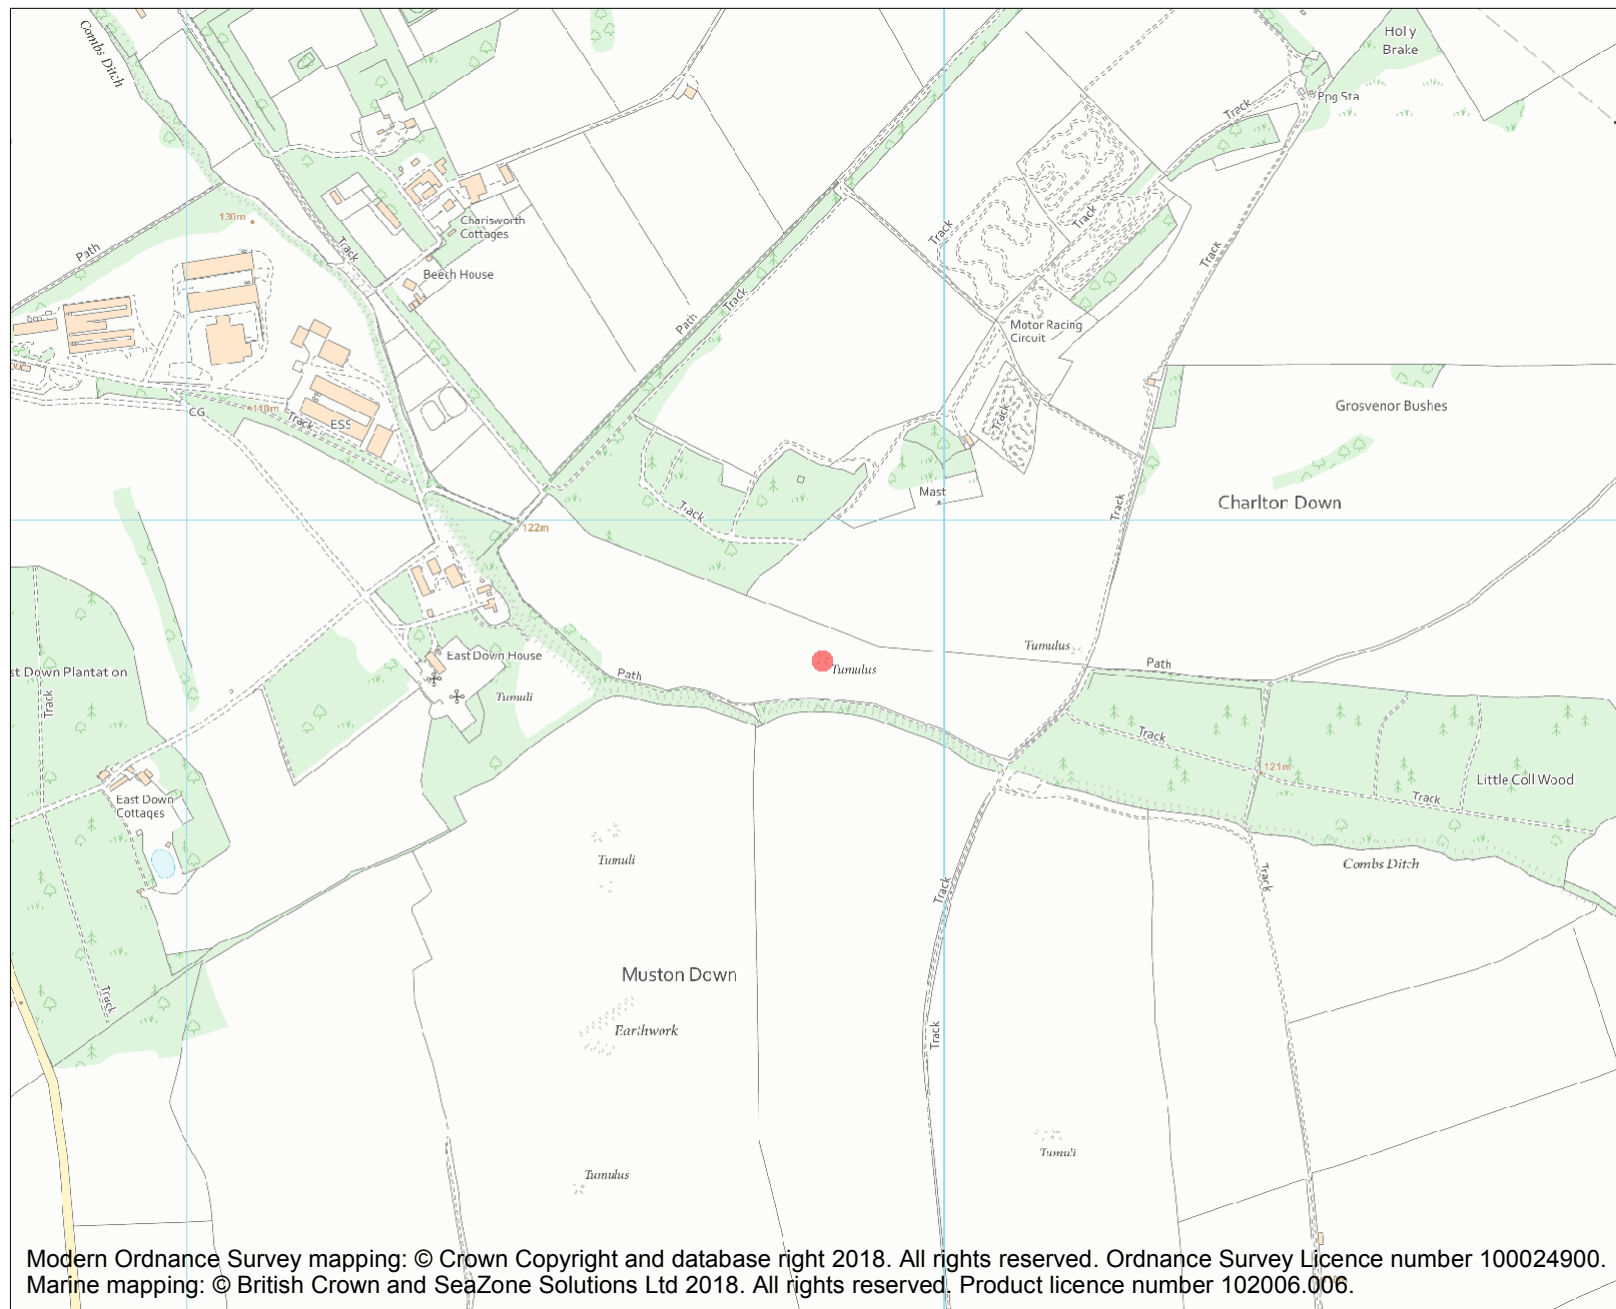 Combs Ditch
Holly
Brake
Ppg Sta
Track
130m
Charisworth
Cottages
Track
Track
Path
Track
Beech House
Track
Track
Path
Motor Racing
Circuit
CG
110m
Track
ESS
Track
Grosvenor Bushes
Mast
Charlton Down
Track
Track
122m
East Down House
Tumulus
Path
st Down Plantation
Track
Tumuli
Path
Tumulus
Track
121m
Little Coll Wood
Track
East Down
Cottages
Tumuli
Combs Ditch
Track
Track
Muston Down
Track
Earthwork
Track
Tumuli
Tumulus
Modern Ordnance Survey mapping: © Crown Copyright and database right 2018. All rights reserved. Ordnance Survey Licence number 100024900.
Marine mapping: © British Crown and SeaZone Solutions Ltd 2018. All rights reserved. Product licence number 102006.006.